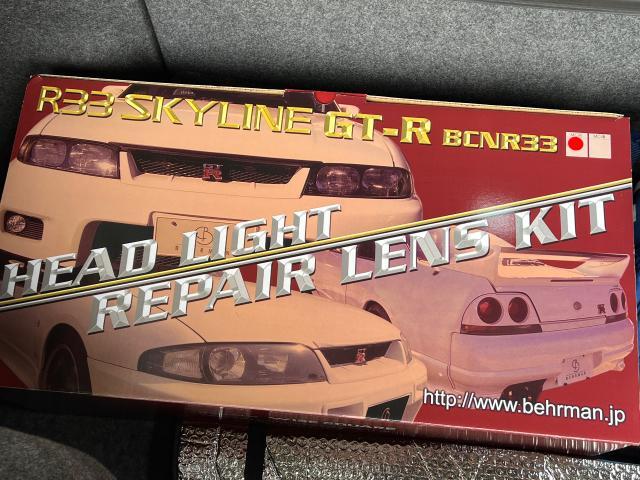 R33 SKYLINE GT-R BCNR33
HEAD LIGHT
REPAIR LENS KIT
http://www.behrman.jp